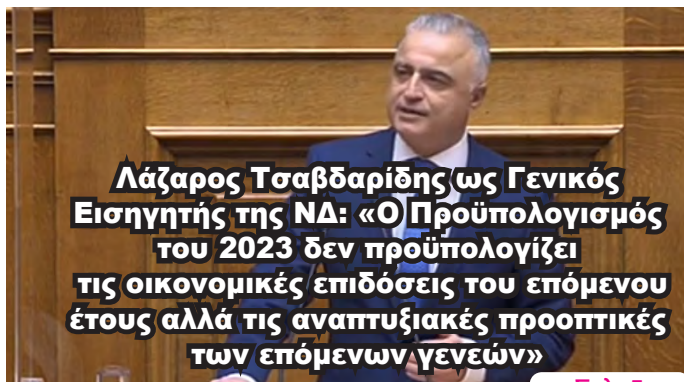 Λάζαρος Τσαβδαρίδης ως Γενικός
Εισηγητής της ΝΔ: «Ο Προϋπολογισμός
του 2023 δεν προϋπολογίζει
τις οικονομικές επιδόσεις του επόμενου
έτους αλλά τις αναπτυξιακές προοπτικές
των επόμενων γενεών»